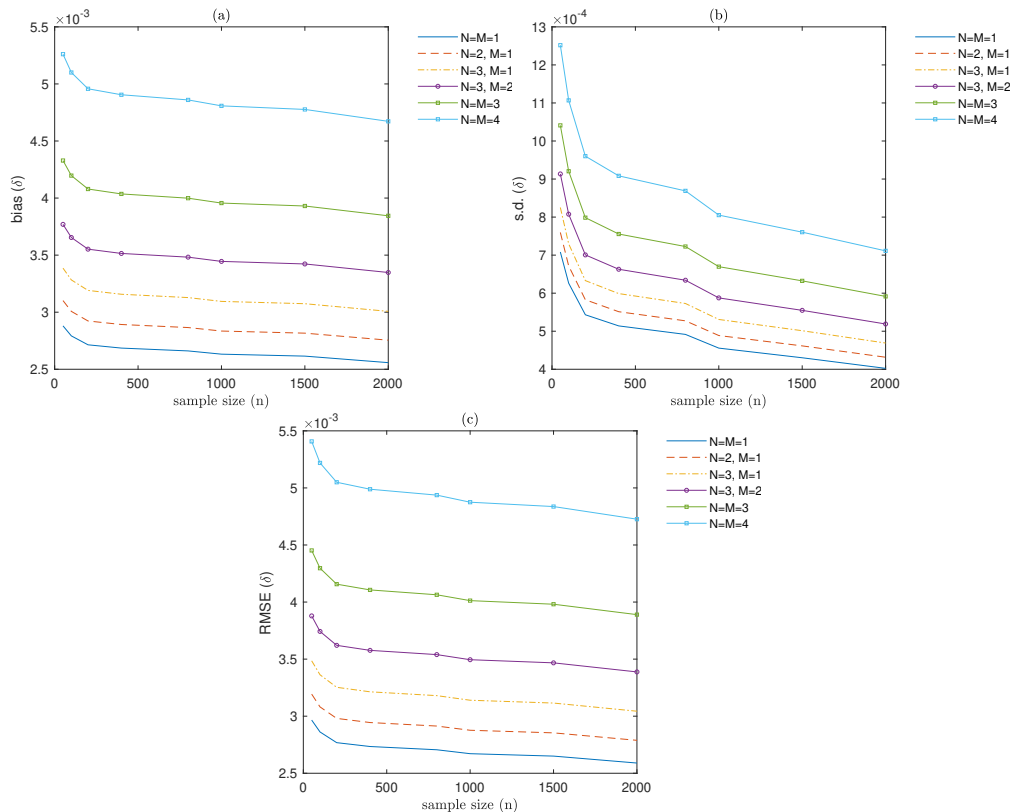 (a)
×10⁻³
5.5
5
4.5
4
3.5
3
2.5
0
500
1000
1500
2000
bias (δ)
sample size (n)
N=M=1
N=2, M=1
N=3, M=1
N=3, M=2
N=M=3
N=M=4
(b)
×10⁻⁴
13
12
11
10
9
8
7
6
5
4
0
500
1000
1500
2000
s.d. (δ)
sample size (n)
N=M=1
N=2, M=1
N=3, M=1
N=3, M=2
N=M=3
N=M=4
(c)
×10⁻³
5.5
5
4.5
4
3.5
3
2.5
0
500
1000
1500
2000
RMSE (δ)
sample size (n)
N=M=1
N=2, M=1
N=3, M=1
N=3, M=2
N=M=3
N=M=4